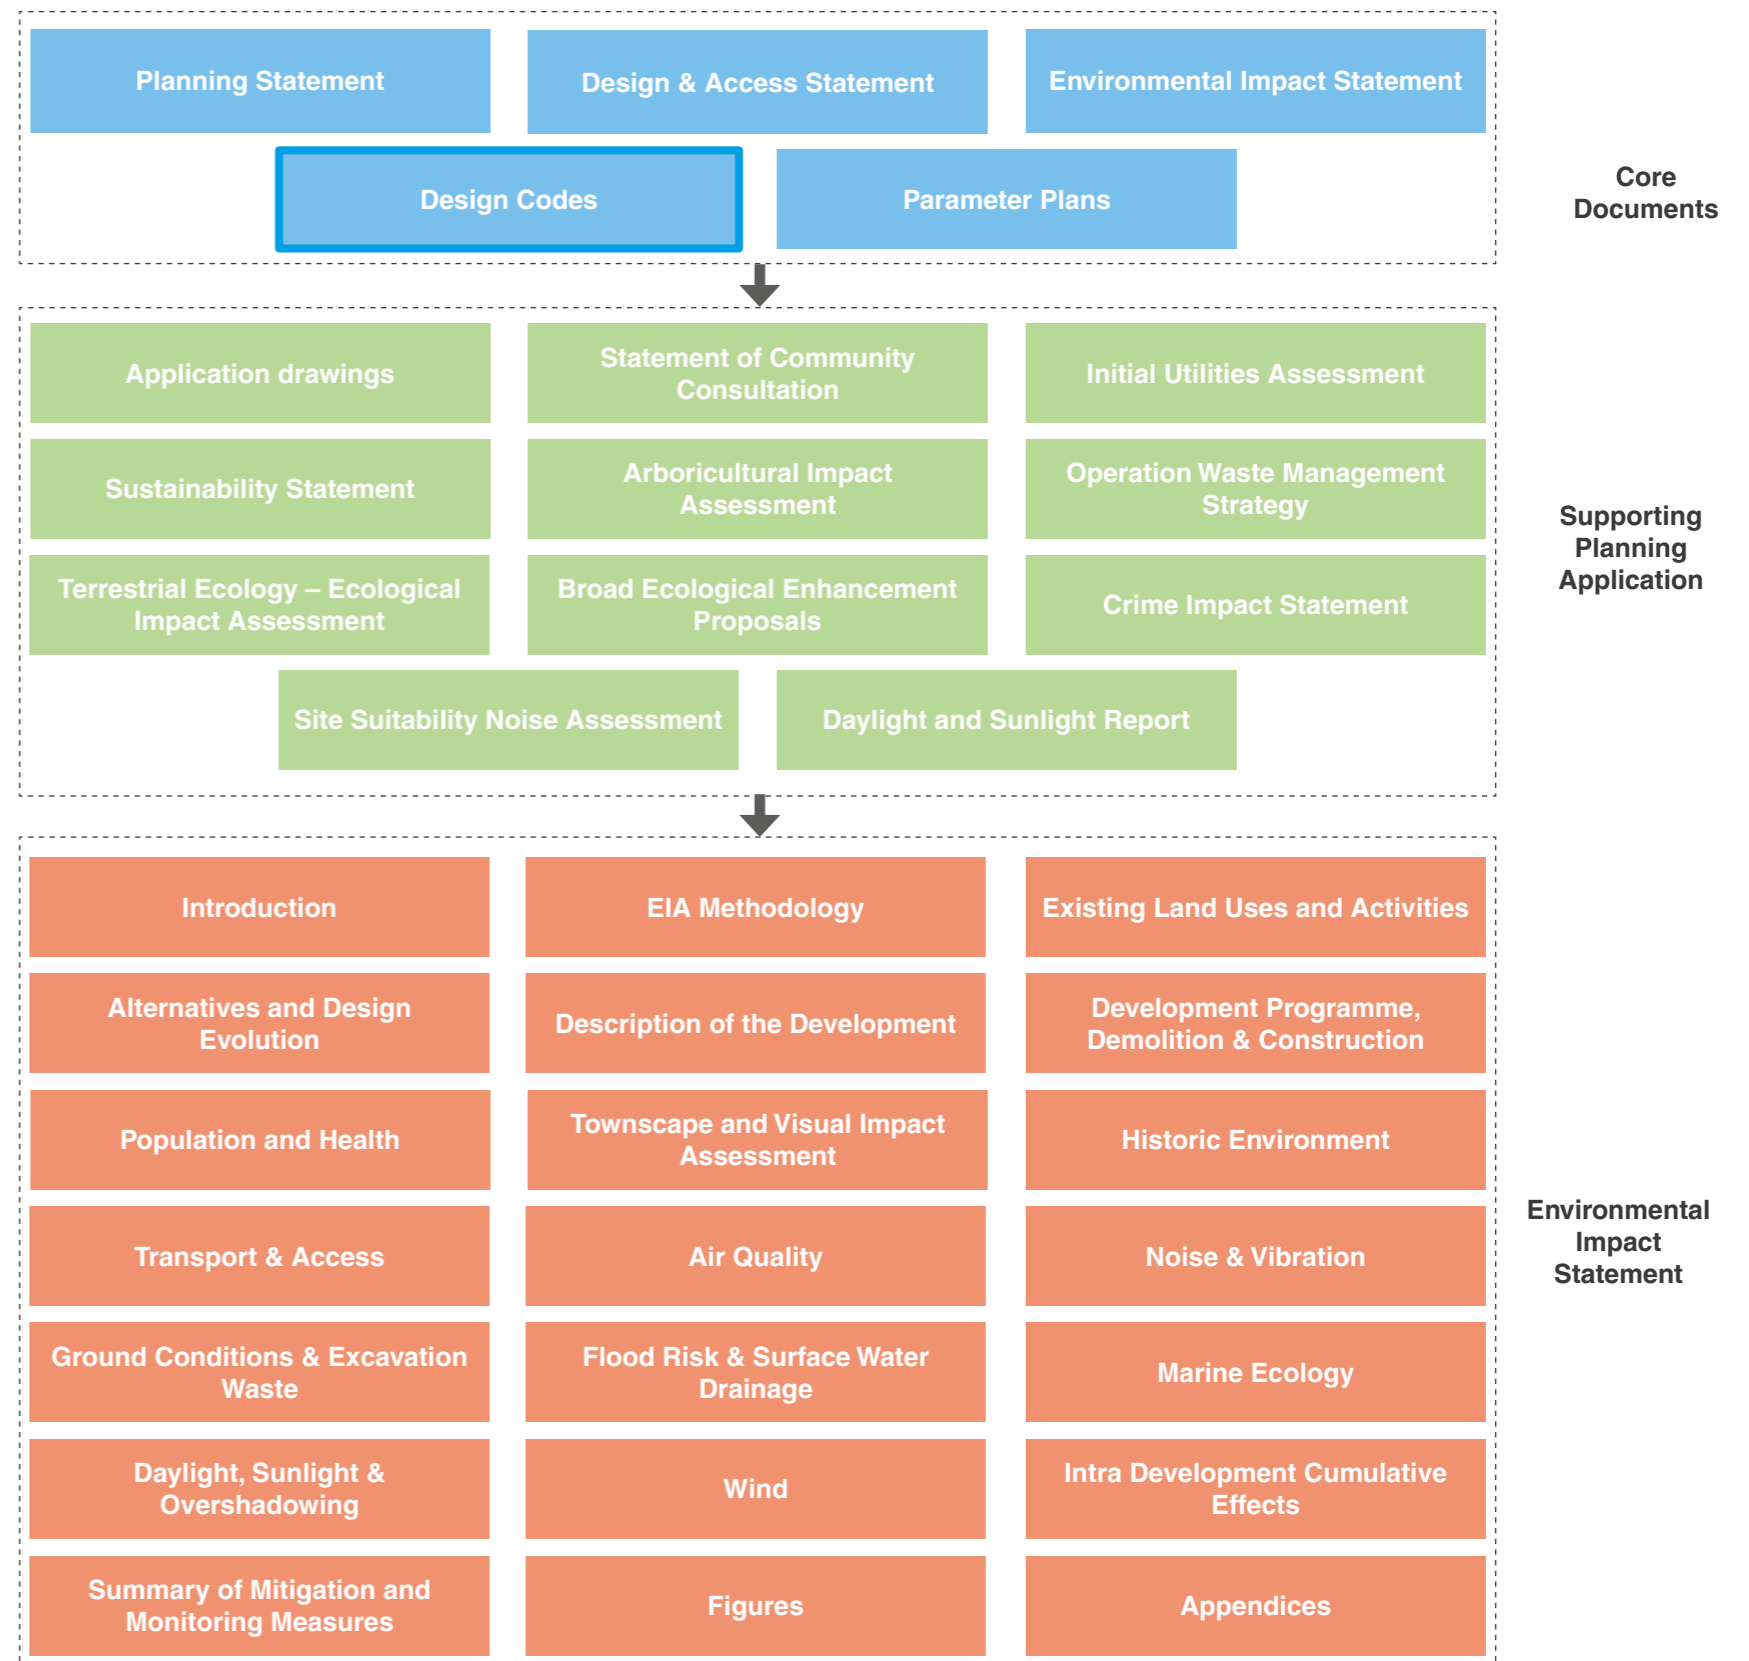 Planning Statement
Design & Access Statement
Environmental Impact Statement
Design Codes
Parameter Plans
Core
Documents
Application drawings
Statement of Community
Consultation
Initial Utilities Assessment
Sustainability Statement
Arboricultural Impact
Assessment
Operation Waste Management
Strategy
Terrestrial Ecology – Ecological
Impact Assessment
Broad Ecological Enhancement
Proposals
Crime Impact Statement
Site Suitability Noise Assessment
Daylight and Sunlight Report
Supporting
Planning
Application
Introduction
EIA Methodology
Existing Land Uses and Activities
Alternatives and Design
Evolution
Description of the Development
Development Programme,
Demolition & Construction
Population and Health
Townscape and Visual Impact
Assessment
Historic Environment
Transport & Access
Air Quality
Noise & Vibration
Ground Conditions & Excavation
Waste
Flood Risk & Surface Water
Drainage
Marine Ecology
Daylight, Sunlight &
Overshadowing
Wind
Intra Development Cumulative
Effects
Summary of Mitigation and
Monitoring Measures
Figures
Appendices
Environmental
Impact
Statement